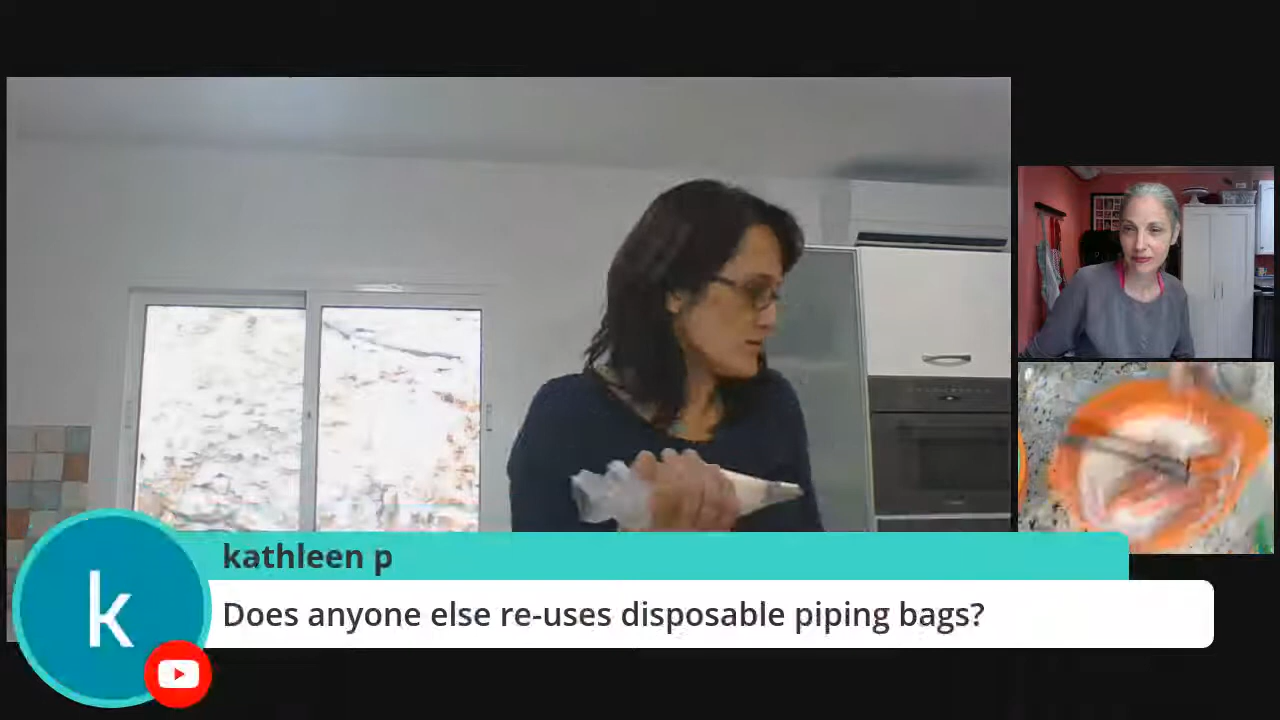 kathleen p
k
Does anyone else re-uses disposable piping bags?